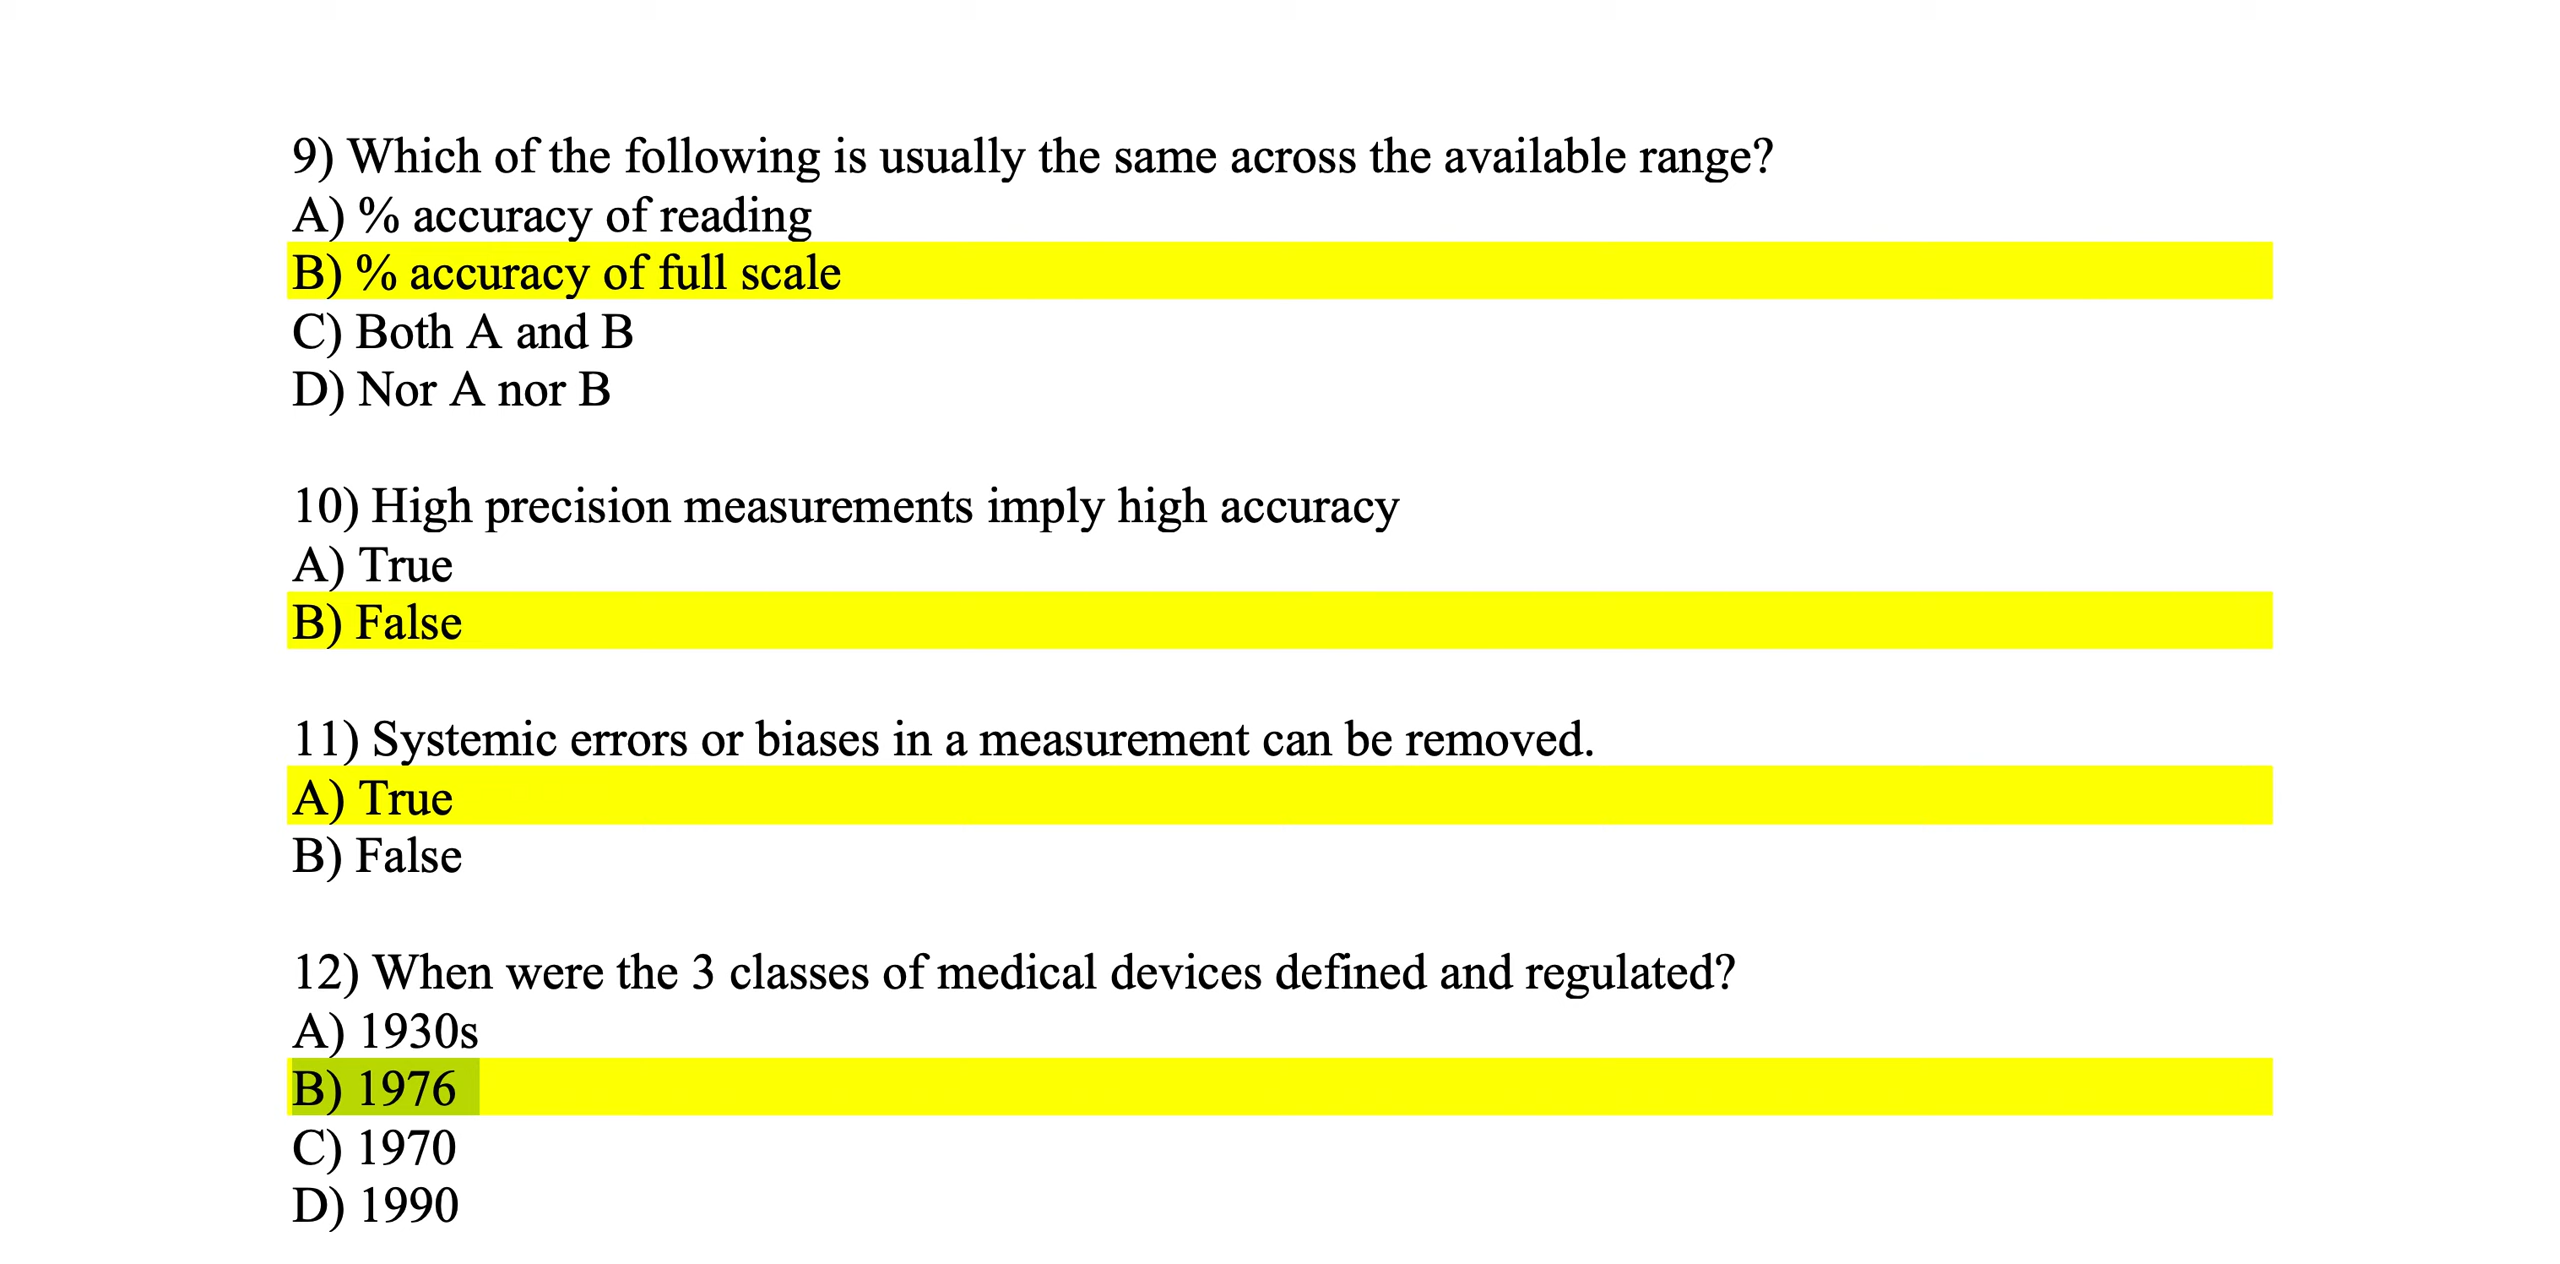 9) Which of the following is usually the same across the available range?
A) % accuracy of reading
B) % accuracy of full scale
C) Both A and B
D) Nor A nor B
10) High precision measurements imply high accuracy
A) True
B) False
11) Systemic errors or biases in a measurement can be removed.
A) True
B) False
12) When were the 3 classes of medical devices defined and regulated?
A) 1930s
B) 1976
C) 1970
D) 1990